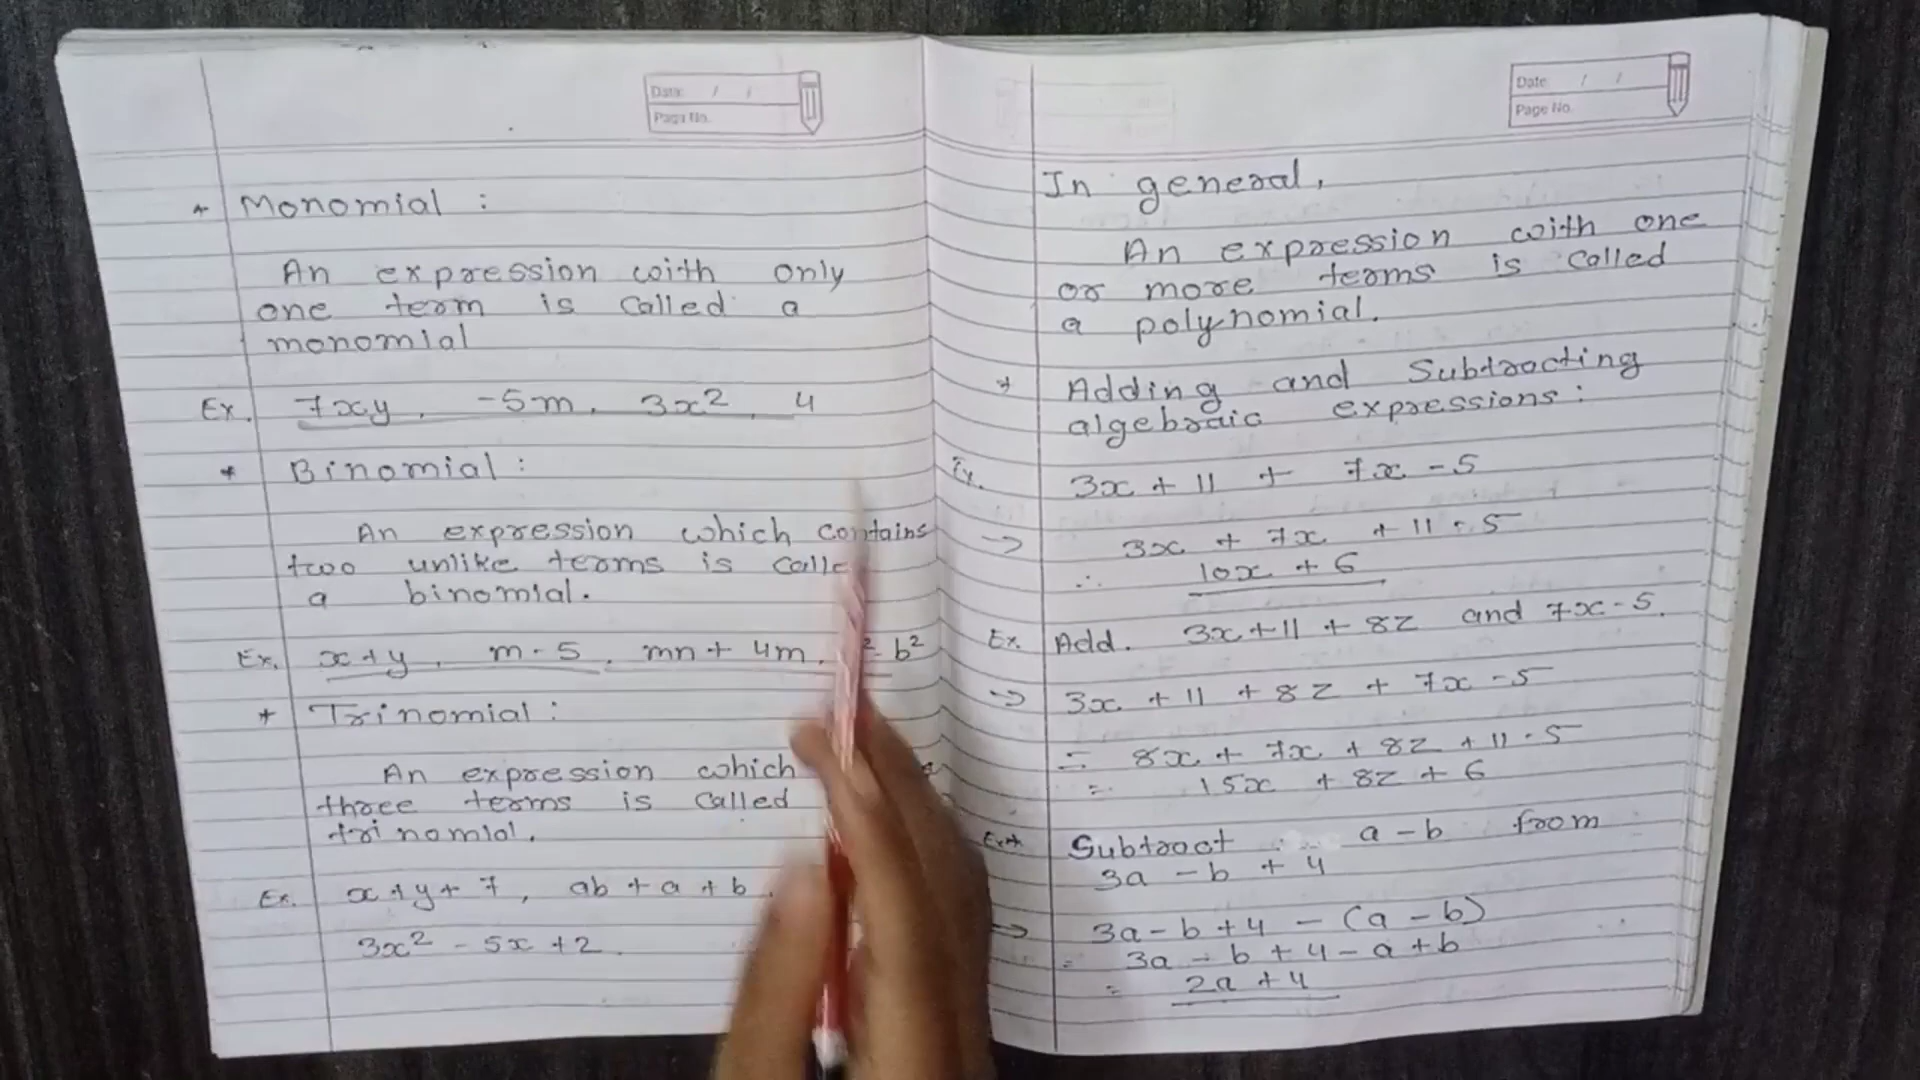 Date / /
Page No.
* Monomial :
An expression with only
one term is called a
monomial
Ex. 7xy, -5m, 3x², 4
* Binomial :
An expression which contains
two unlike terms is calle
a binomial.
Ex. x+y, m-5, mn+4m, ² - b²
* Trinomial :
An expression which
three terms is called
trinomial.
Ex. x+y+7, ab+a+b,
3x² - 5x + 2.
Date / /
Page No.
In general,
An expression with one
or more terms is called
a polynomial.
* Adding and Subtracting
algebraic expressions :
Ex. 3x + 11 + 7x - 5
→ 3x + 7x + 11 - 5
∴ 10x + 6
Ex. Add. 3x+11 + 8z and 7x-5.
→ 3x + 11 + 8z + 7x - 5
= 8x + 7x + 8z + 11 - 5
= 15x + 8z + 6
Subtract a - b from
3a - b + 4
→ 3a - b + 4 - (a - b)
= 3a - b + 4 - a + b
= 2a + 4